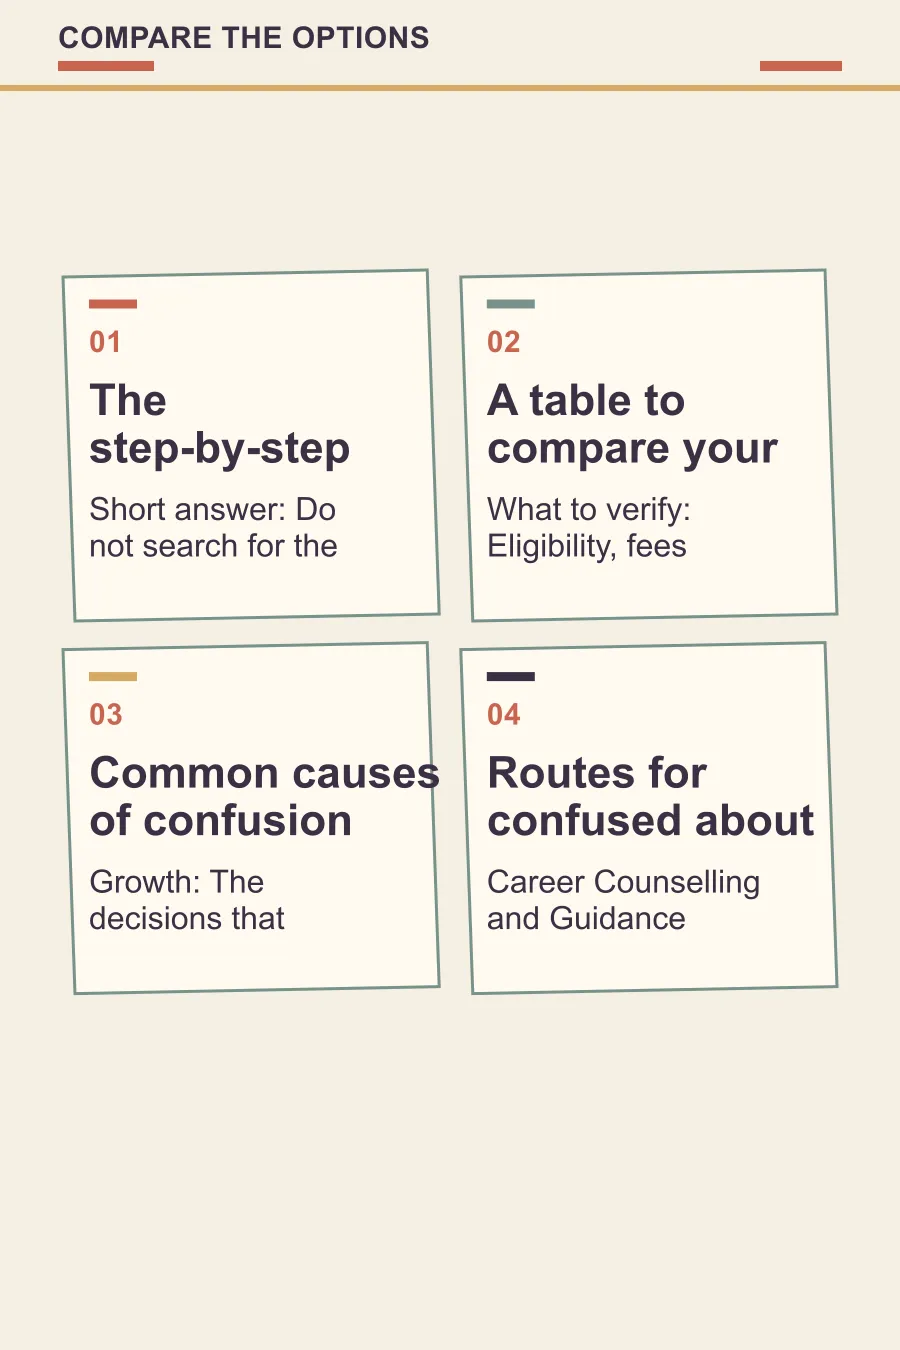 COMPARE THE OPTIONS
01
The
step-by-step
Short answer: Do
not search for the
02
A table to
compare your
What to verify:
Eligibility, fees
03
Common causes
of confusion
Growth: The
decisions that
04
Routes for
confused about
Career Counselling
and Guidance